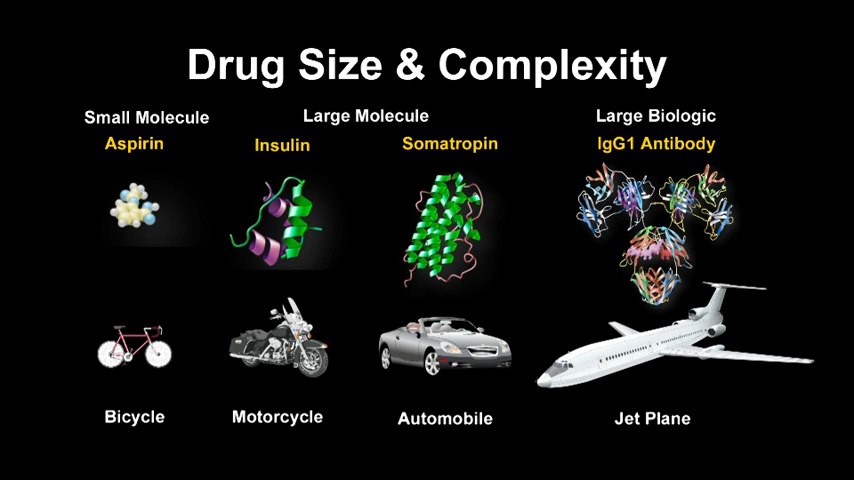 Drug Size & Complexity
Small Molecule
Large Molecule
Large Biologic
Aspirin
Insulin
Somatropin
IgG1 Antibody
Bicycle
Motorcycle
Automobile
Jet Plane